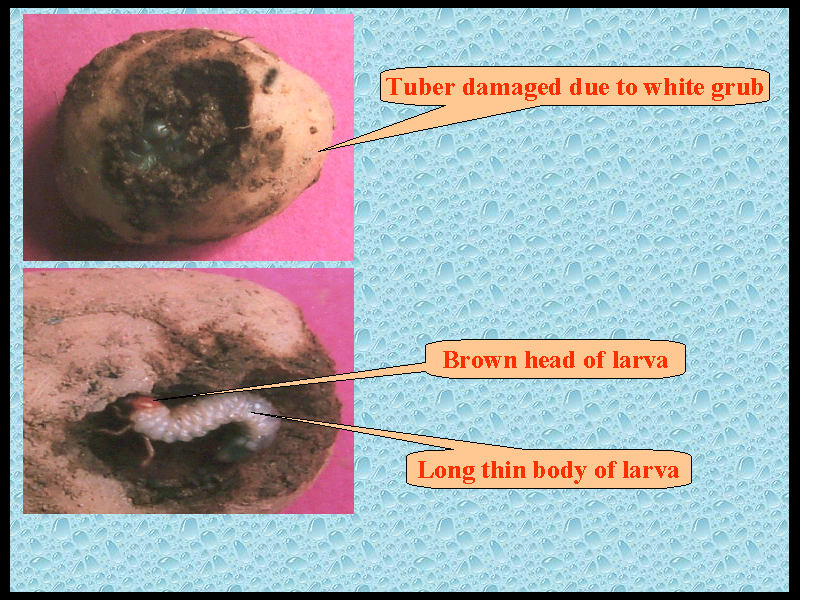 Tuber damaged due to white grub
Brown head of larva
Long thin body of larva